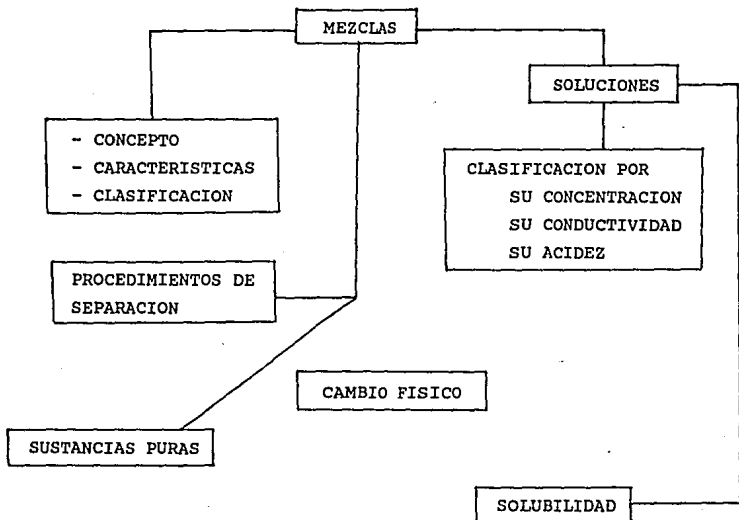 MEZCLAS
SOLUCIONES
- CONCEPTO
- CARACTERISTICAS
- CLASIFICACION
CLASIFICACION POR
SU CONCENTRACION
SU CONDUCTIVIDAD
SU ACIDEZ
PROCEDIMIENTOS DE
SEPARACION
CAMBIO FISICO
SUSTANCIAS PURAS
SOLUBILIDAD